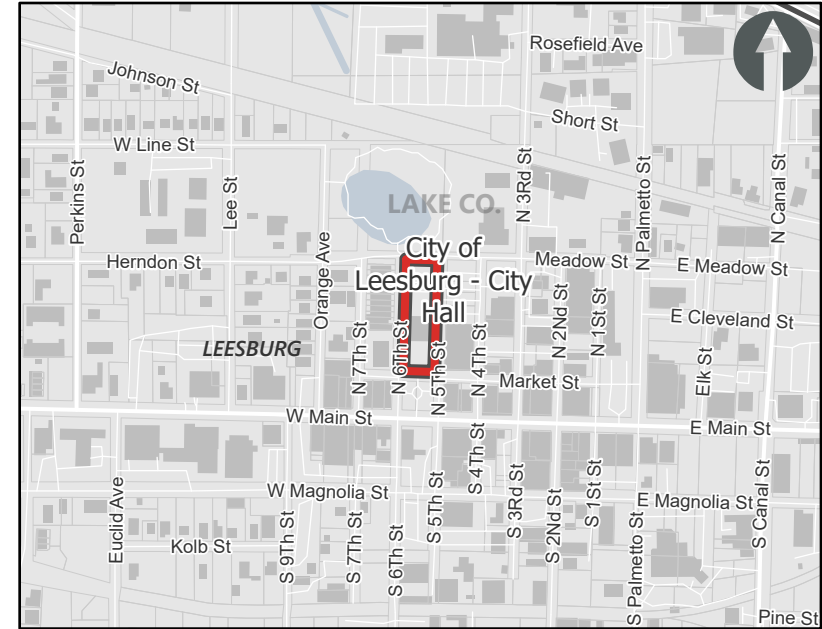 Rosefield Ave
Johnson St
Short St
W Line St
Perkins St
Lee St
N 3Rd St
N Palmetto St
N Canal St
LAKE CO.
City of
Leesburg - City
Hall
Herndon St
Orange Ave
Meadow St
E Meadow St
LEESBURG
N 7Th St
N 6Th St
N 5Th St
N 4Th St
N 2Nd St
N 1St St
E Cleveland St
Elk St
Market St
W Main St
E Main St
Euclid Ave
W Magnolia St
E Magnolia St
Kolb St
S 9Th St
S 7Th St
S 6Th St
S 5Th St
S 4Th St
S 3Rd St
S 2Nd St
S 1St St
S Palmetto St
S Canal St
Pine St